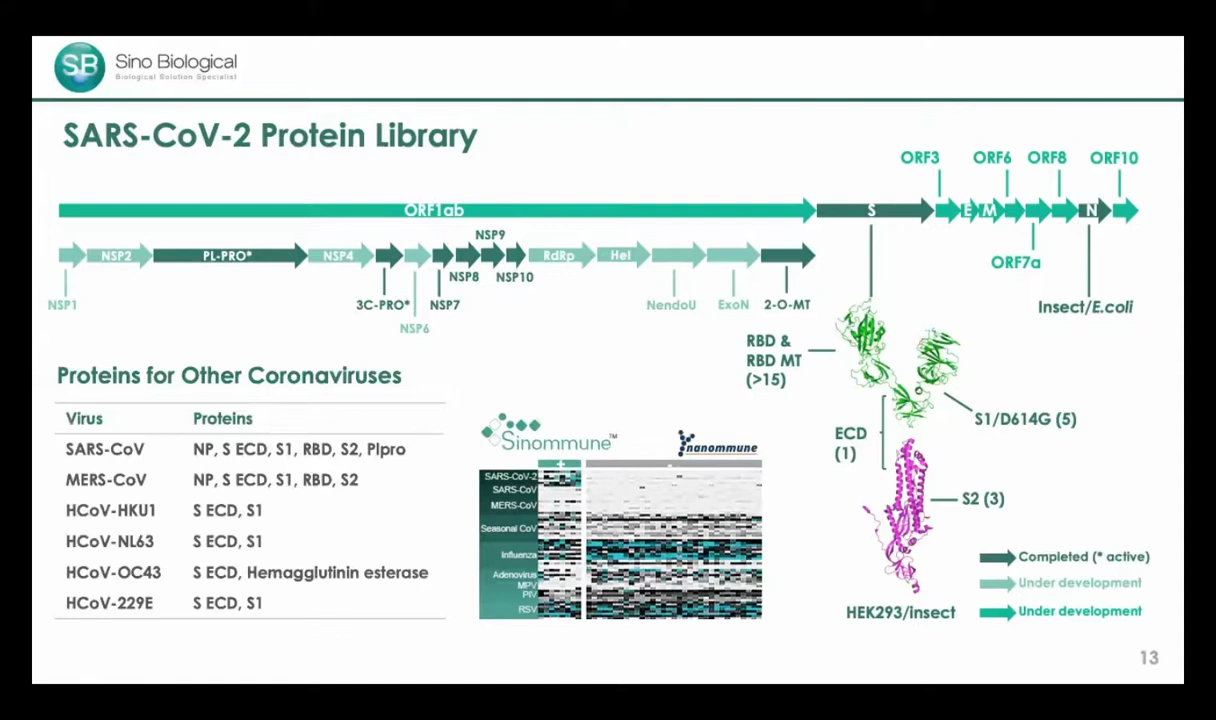 SB
Sino Biological
Biological Solution Specialist
SARS-CoV-2 Protein Library
ORF3
ORF6
ORF8
ORF10
ORF1ab
S
E
M
N
ORF7a
Insect/E.coli
NSP2
PL-PRO*
NSP4
NSP9
RdRp
Hel
NSP8
NSP10
NSP1
3C-PRO*
NSP7
NendoU
ExoN
2-O-MT
NSP6
Proteins for Other Coronaviruses
Virus Proteins
SARS-CoV NP, S ECD, S1, RBD, S2, Plpro
MERS-CoV NP, S ECD, S1, RBD, S2
HCoV-HKU1 S ECD, S1
HCoV-NL63 S ECD, S1
HCoV-OC43 S ECD, Hemagglutinin esterase
HCoV-229E S ECD, S1
Sinommune™
nanommune
+
-
SARS-CoV-2
SARS-CoV
MERS-CoV
Seasonal CoV
Influenza
Adenovirus
MPV
PIV
RSV
RBD &
RBD MT
(>15)
ECD
(1)
S1/D614G (5)
S2 (3)
HEK293/insect
Completed (* active)
Under development
Under development
13